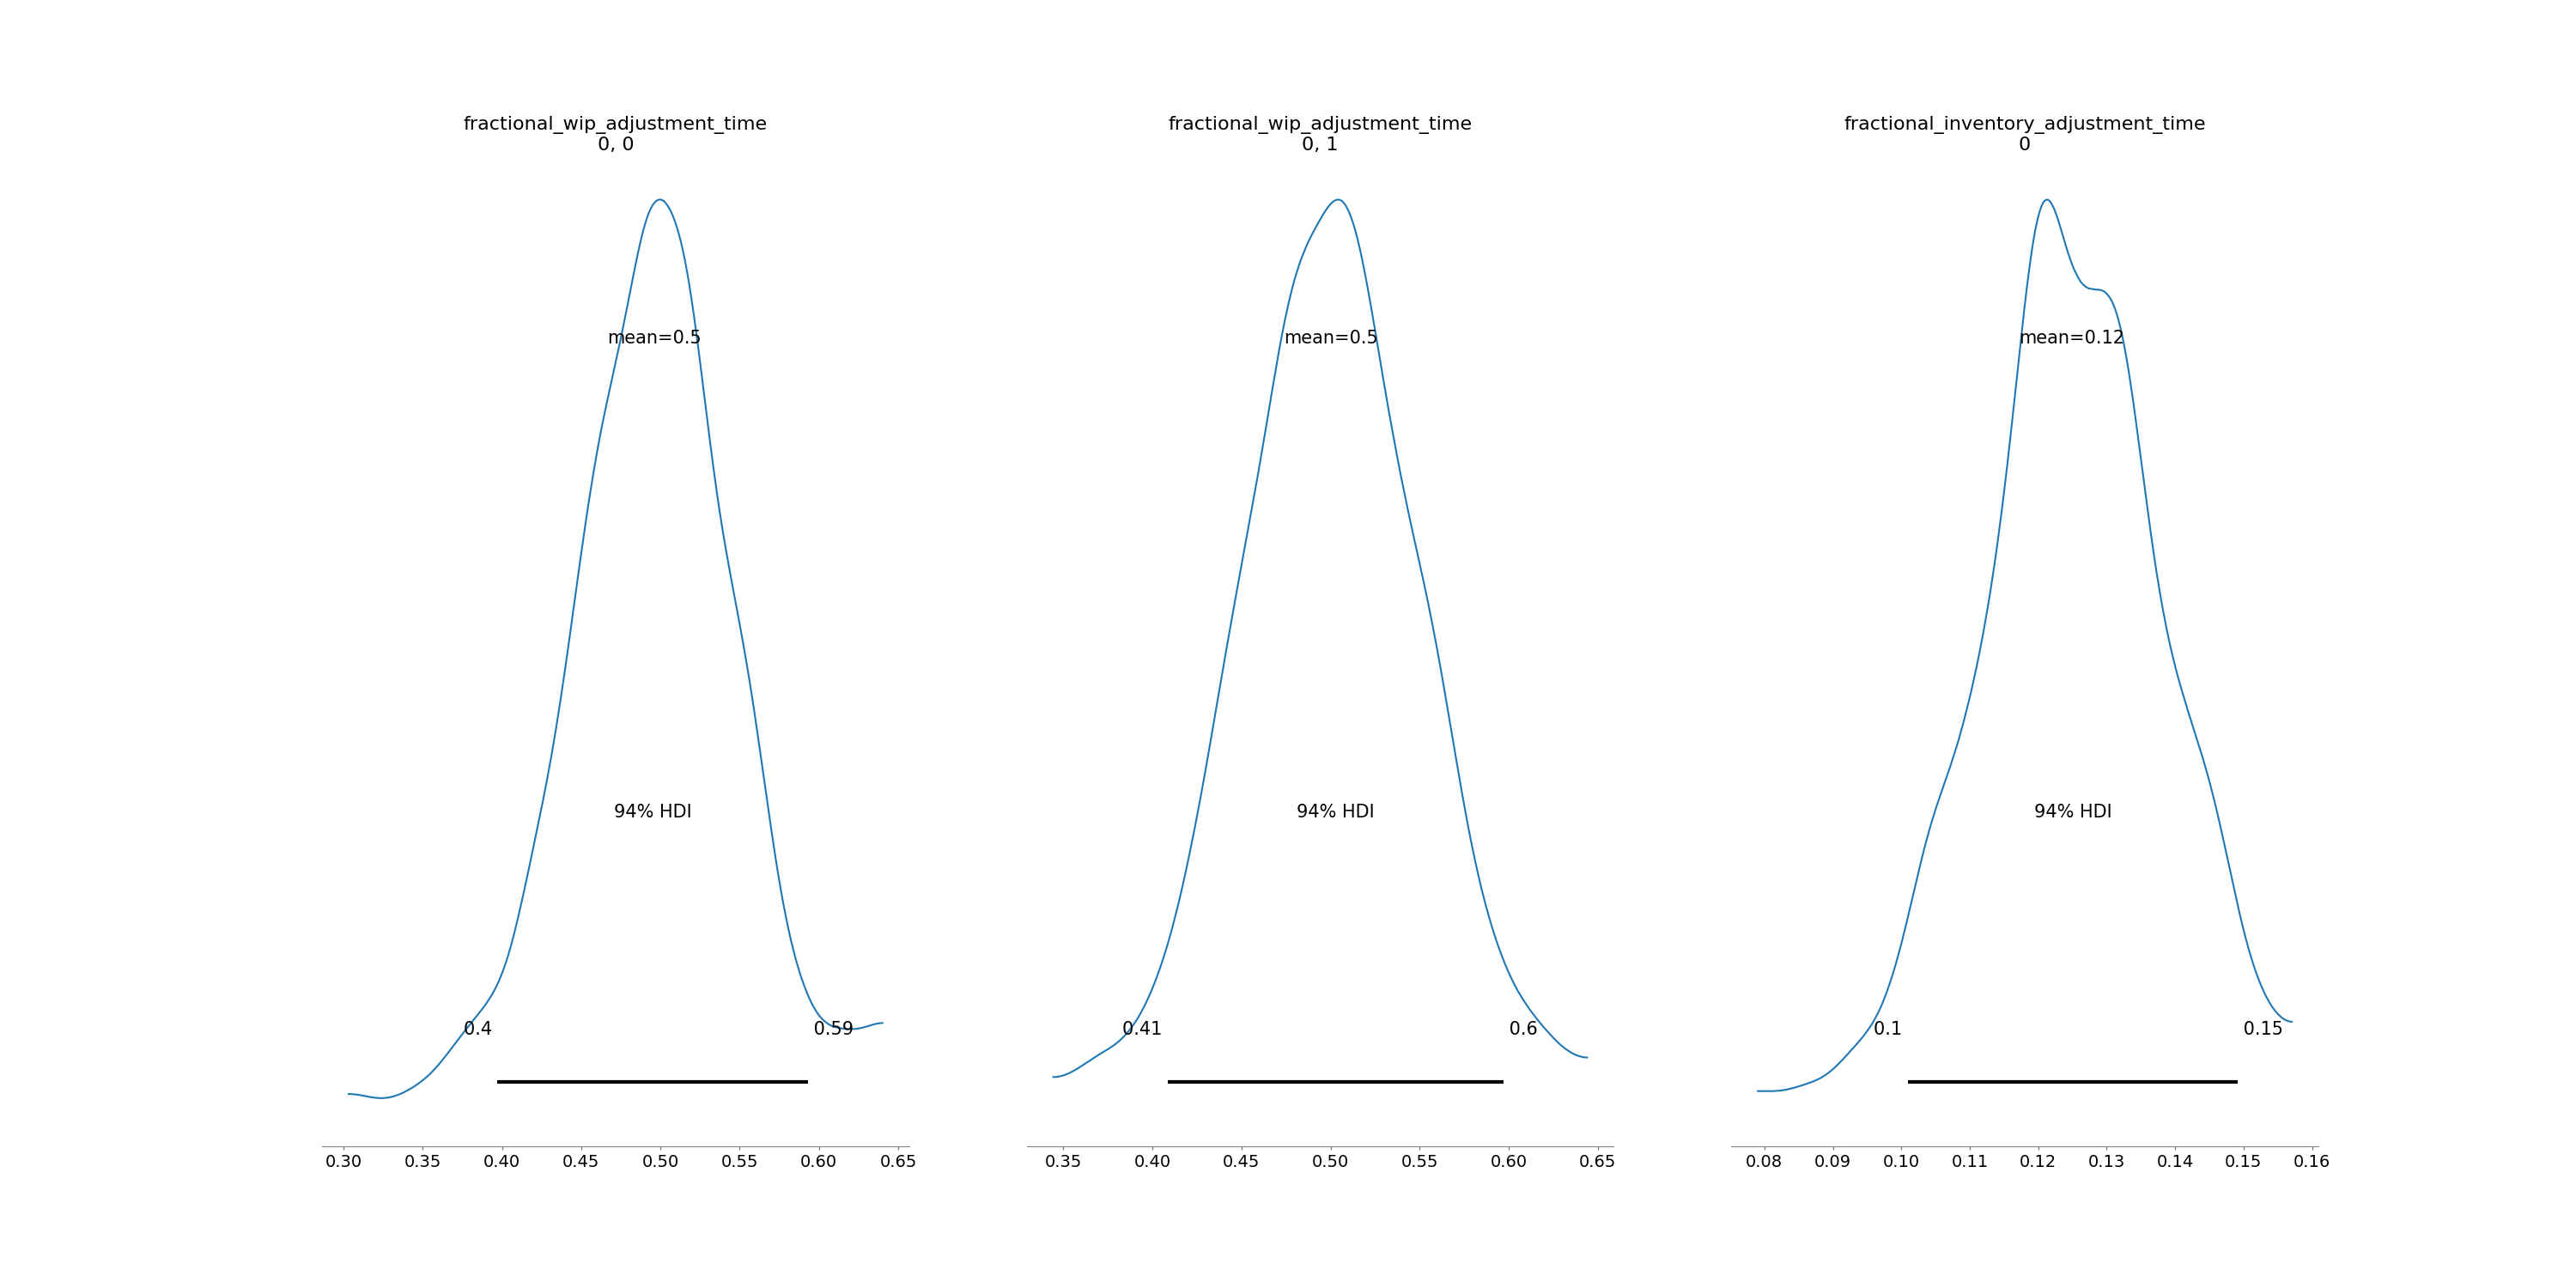 fractional_wip_adjustment_time
0, 0
mean=0.5
94% HDI
0.4
0.59
0.30 0.35 0.40 0.45 0.50 0.55 0.60 0.65
fractional_wip_adjustment_time
0, 1
mean=0.5
94% HDI
0.41
0.6
0.35 0.40 0.45 0.50 0.55 0.60 0.65
fractional_inventory_adjustment_time
0
mean=0.12
94% HDI
0.1
0.15
0.08 0.09 0.10 0.11 0.12 0.13 0.14 0.15 0.16